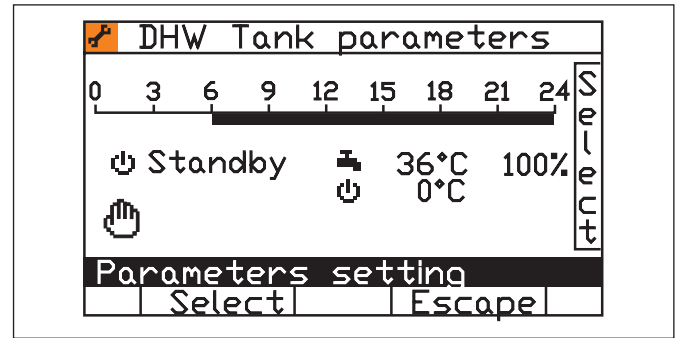 DHW Tank parameters
0 3 6 9 12 15 18 21 24
Select
Standby 36°C 100%
0°C
Parameters setting
Select Escape